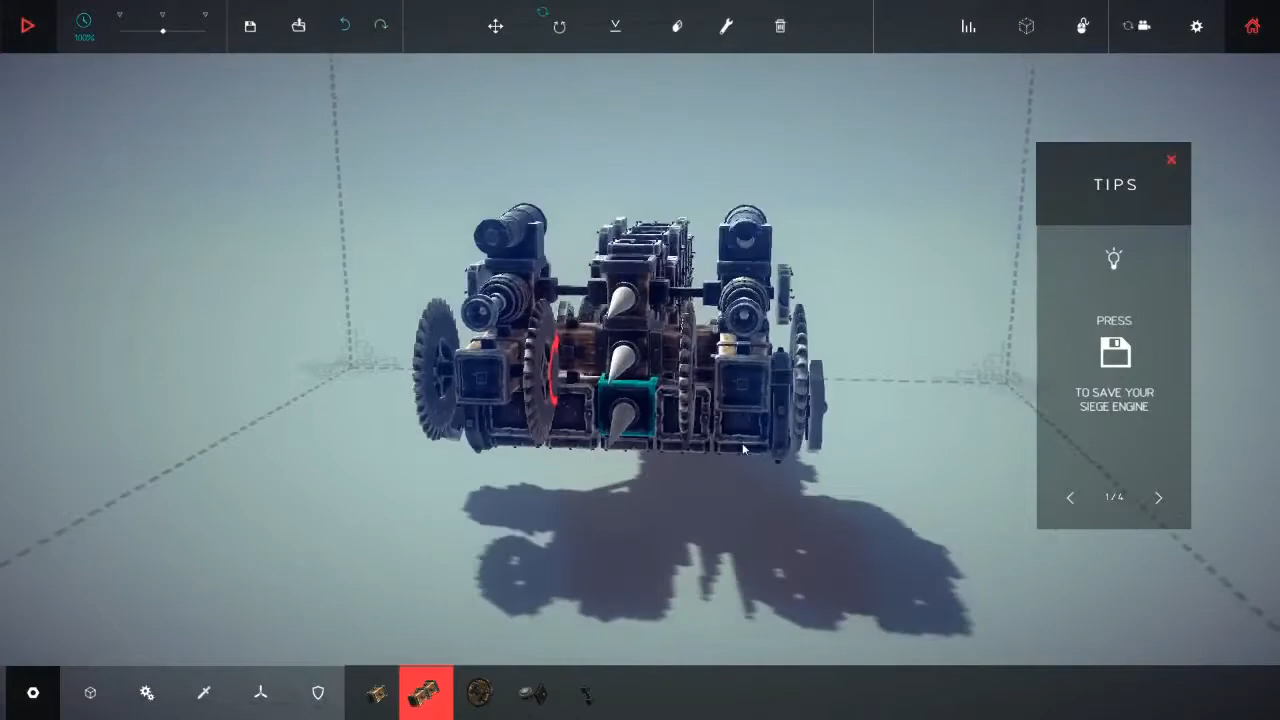 100%
TIPS
PRESS
TO SAVE YOUR
SIEGE ENGINE
1/4